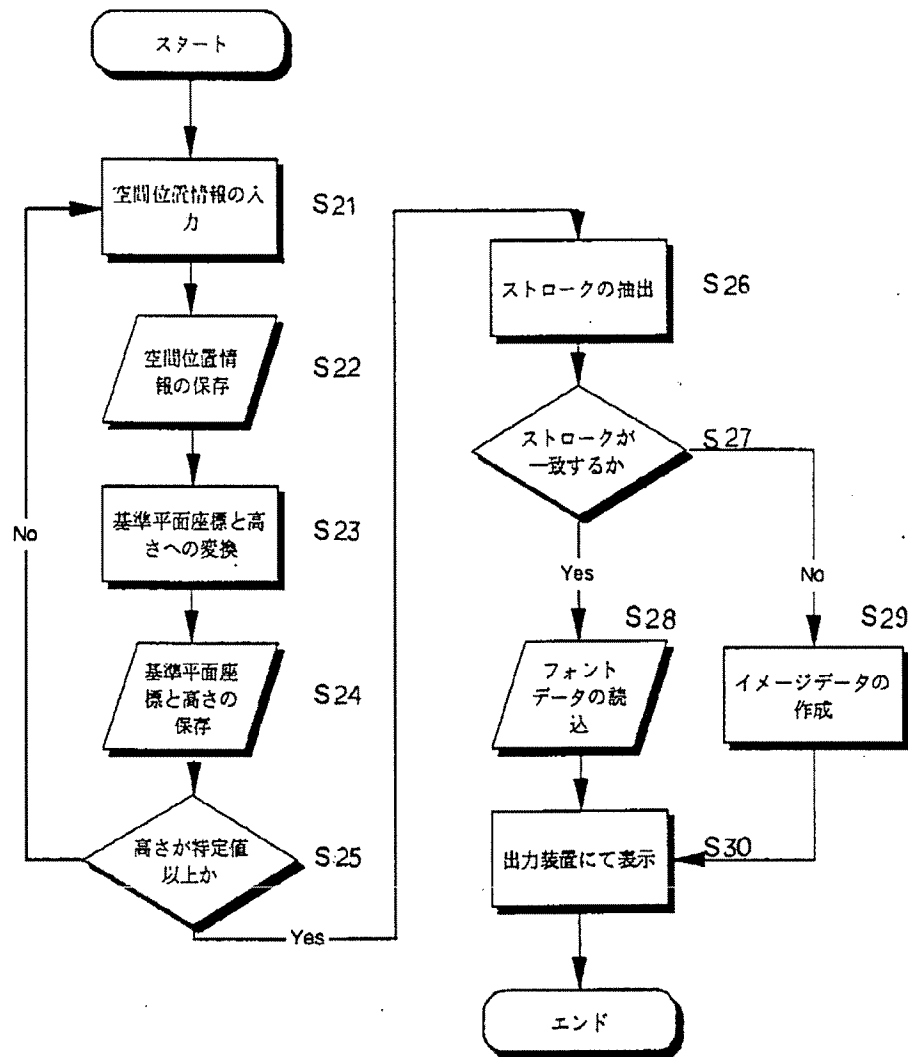 スタート
空間位置情報の入
力
S21
空間位置情
報の保存
S22
基準平面座標と高
さへの変換
S23
基準平面座
標と高さの
保存
S24
高さが特定値
以上か
S25
No
Yes
ストロークの抽出
S26
ストロークが
一致するか
S27
Yes
No
S28
フォント
データの読
込
S29
イメージデータの
作成
出力装置にて表示
S30
エンド